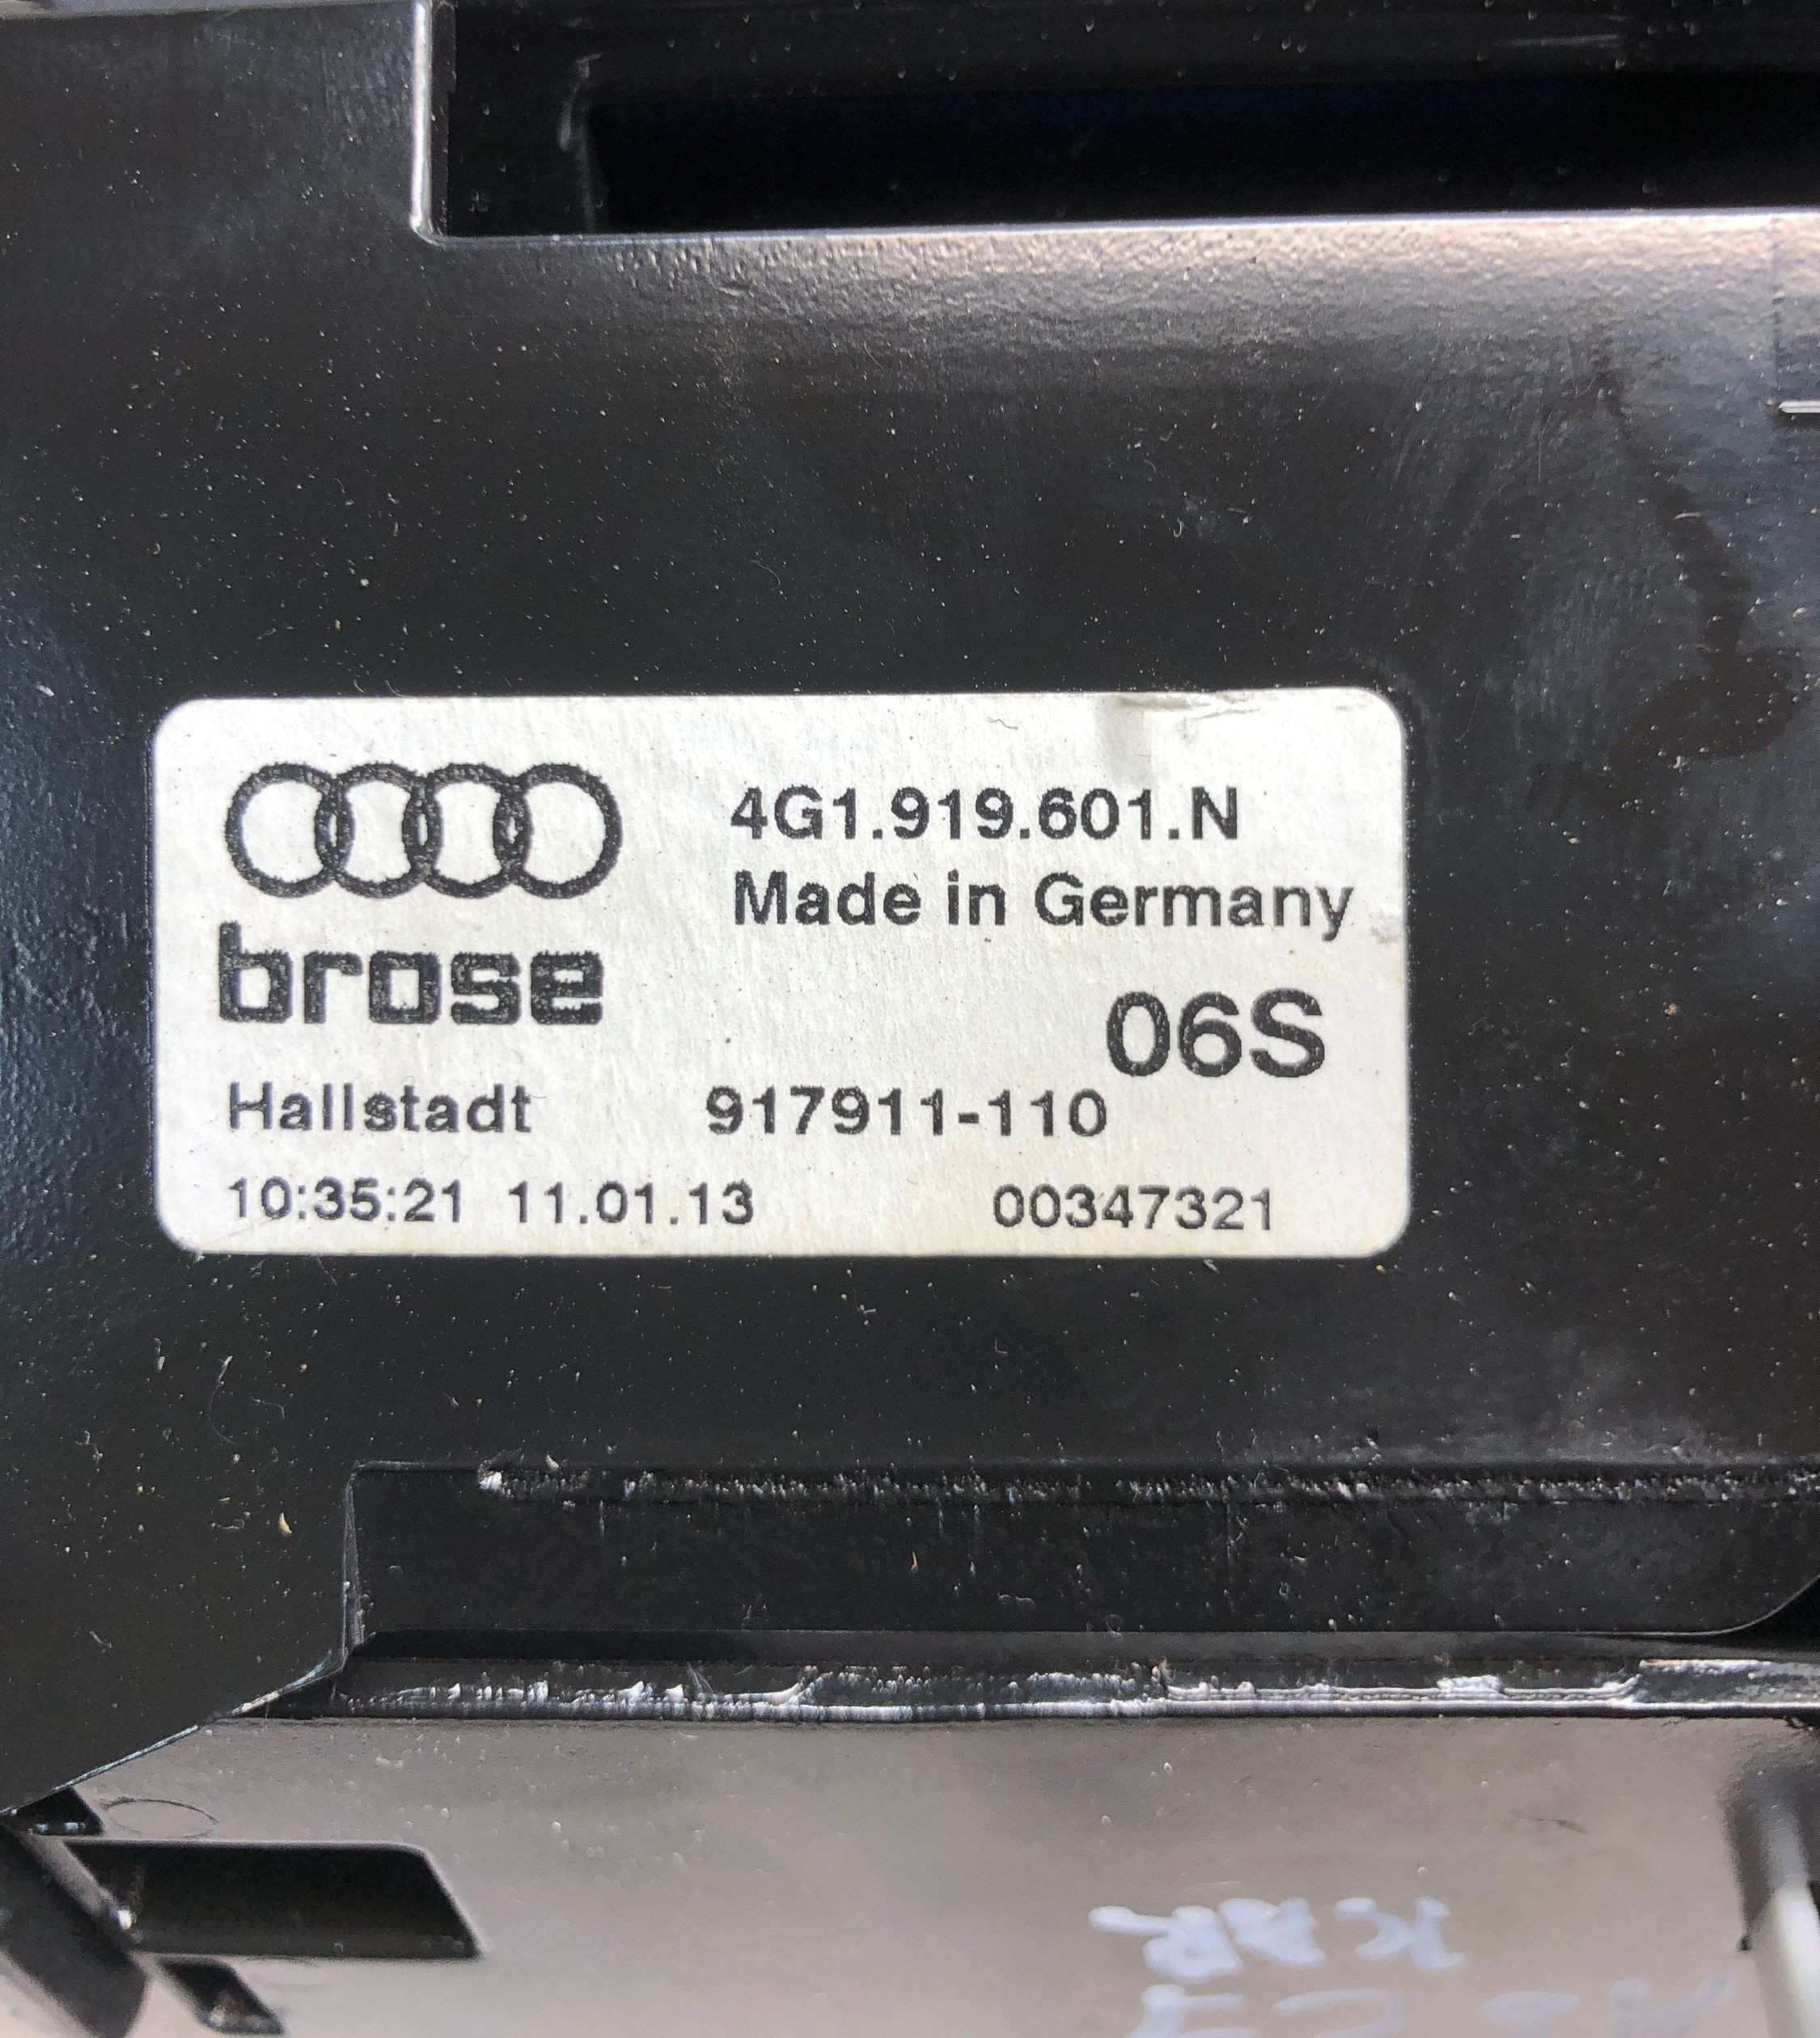 4G1.919.601.N
Made in Germany
brose
06S
Hallstadt 917911-110
10:35:21 11.01.13 00347321